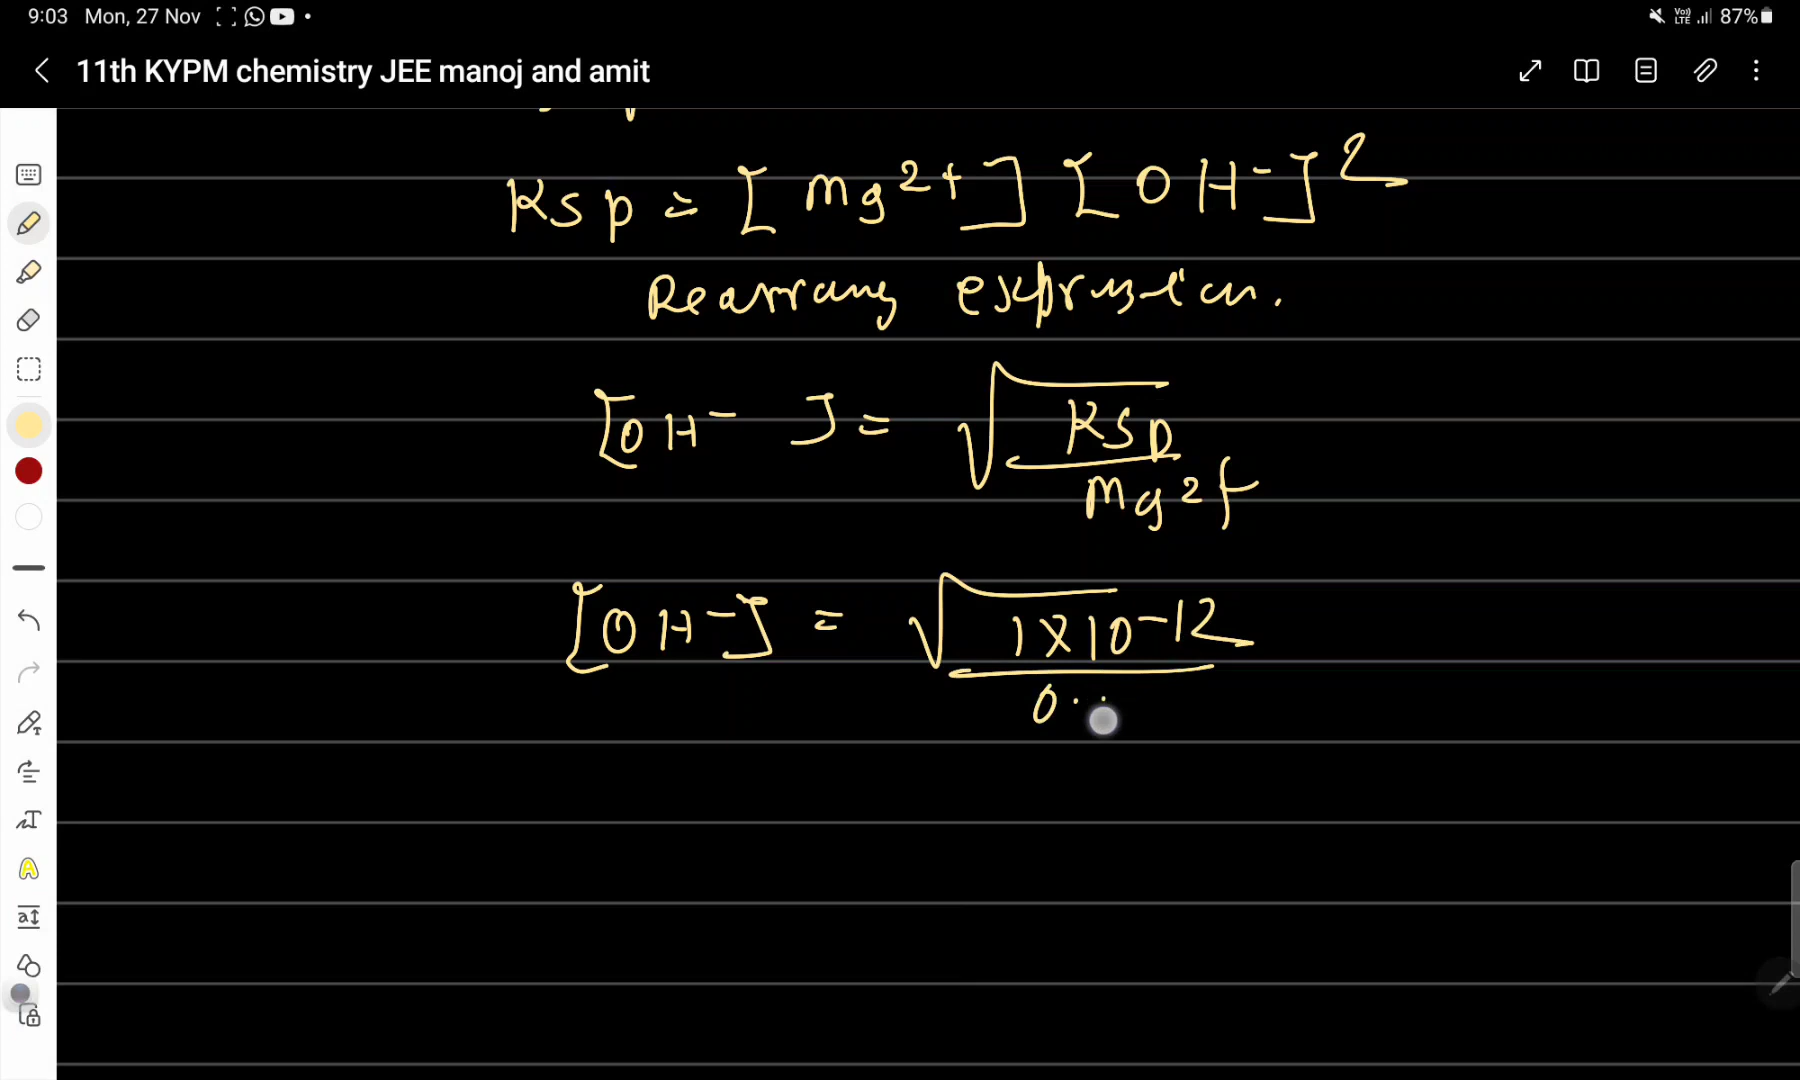 9:03 Mon, 27 Nov 87%
11th KYPM chemistry JEE manoj and amit
Ksp = [Mg²⁺] [OH⁻]²
Rearrang expression.
[OH⁻] = √Ksp/Mg²⁺
[OH⁻] = √1×10⁻¹²/0.